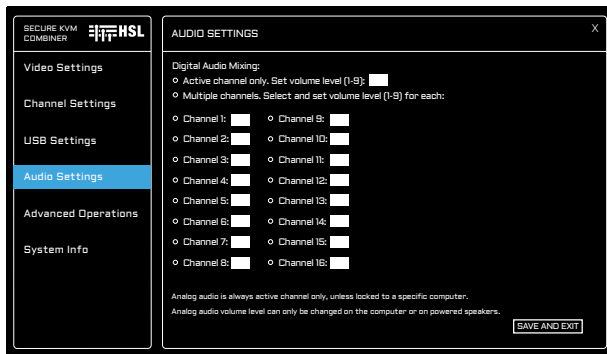 SECURE KVM
COMBINER
HSL
AUDIO SETTINGS
X
Video Settings
Channel Settings
USB Settings
Audio Settings
Advanced Operations
System Info
Digital Audio Mixing:
Active channel only. Set volume level (1-9):
Multiple channels. Select and set volume level (1-9) for each:
Channel 1: Channel 9:
Channel 2: Channel 10:
Channel 3: Channel 11:
Channel 4: Channel 12:
Channel 5: Channel 13:
Channel 6: Channel 14:
Channel 7: Channel 15:
Channel 8: Channel 16:
Analog audio is always active channel only, unless locked to a specific computer.
Analog audio volume level can only be changed on the computer or on powered speakers.
SAVE AND EXIT